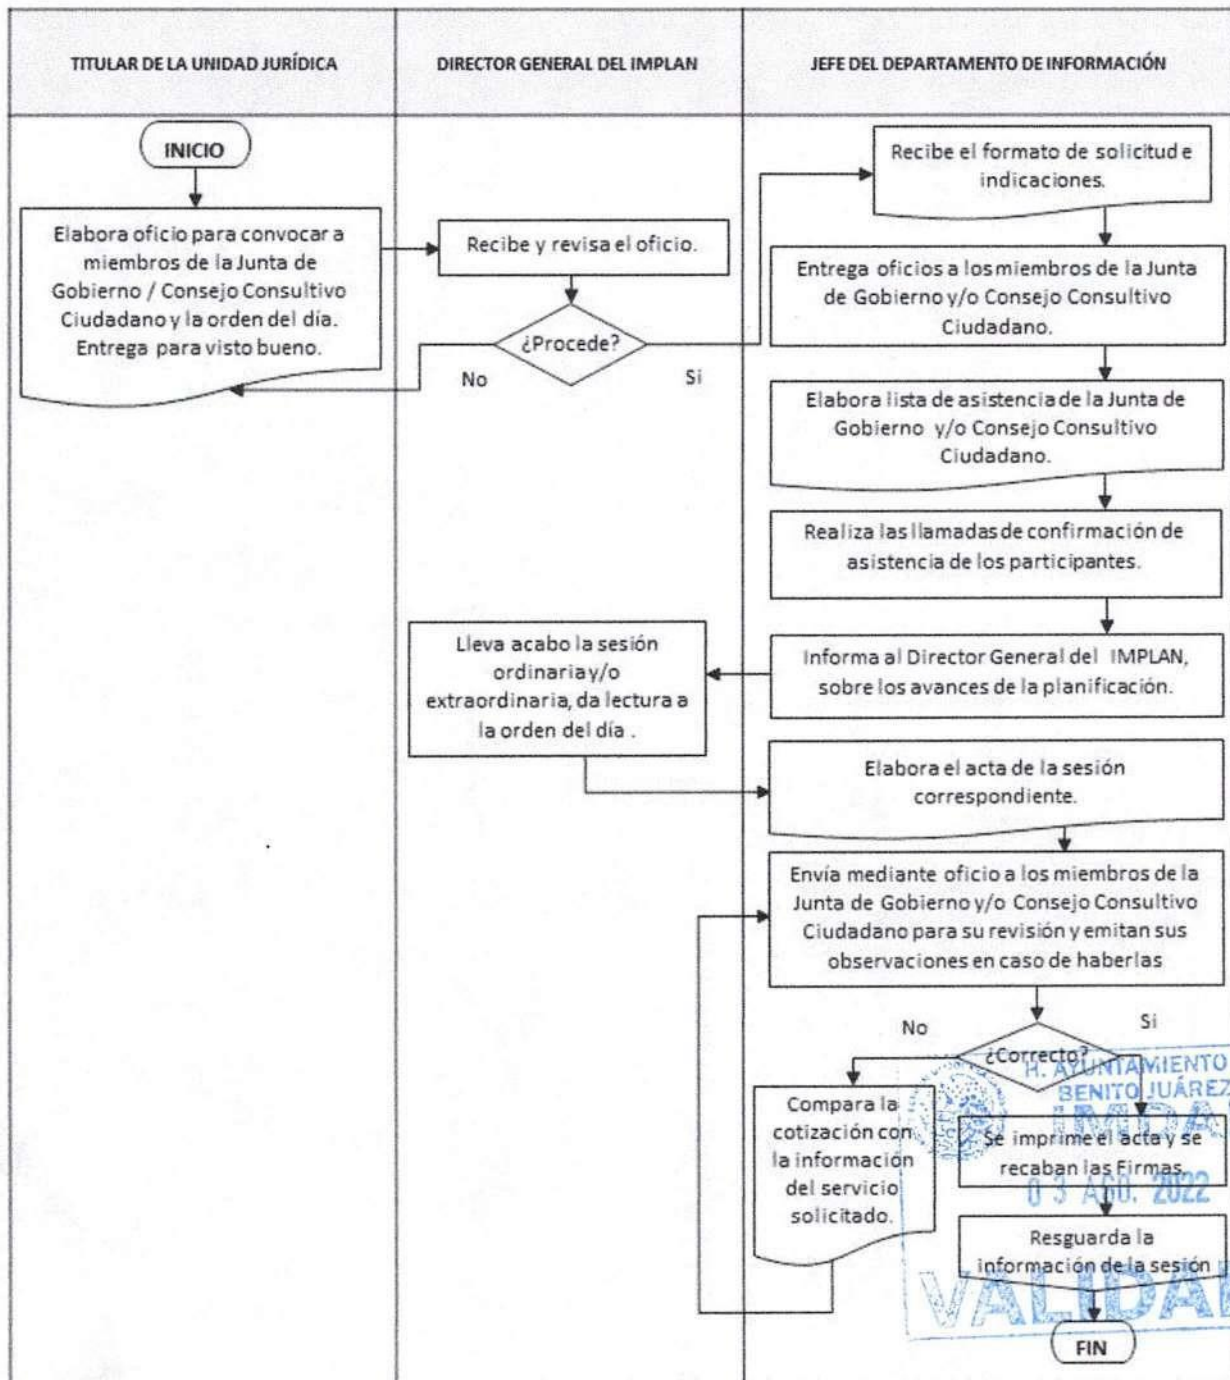 TITULAR DE LA UNIDAD JURÍDICA
DIRECTOR GENERAL DEL IMPLAN
JEFE DEL DEPARTAMENTO DE INFORMACIÓN
INICIO
Elabora oficio para convocar a
miembros de la Junta de
Gobierno / Consejo Consultivo
Ciudadano y la orden del día.
Entrega para visto bueno.
Recibe y revisa el oficio.
¿Procede?
No
Si
Recibe el formato de solicitud e
indicaciones.
Entrega oficios a los miembros de la Junta
de Gobierno y/o Consejo Consultivo
Ciudadano.
Elabora lista de asistencia de la Junta de
Gobierno y/o Consejo Consultivo
Ciudadano.
Realiza las llamadas de confirmación de
asistencia de los participantes.
Informa al Director General del IMPLAN,
sobre los avances de la planificación.
Lleva acabo la sesión
ordinaria y/o
extraordinaria, da lectura a
la orden del día .
Elabora el acta de la sesión
correspondiente.
Envía mediante oficio a los miembros de la
Junta de Gobierno y/o Consejo Consultivo
Ciudadano para su revisión y emitan sus
observaciones en caso de haberlas
No
Si
¿Correcto?
H. AYUNTAMIENTO
BENITO JUÁREZ
Compara la
cotización con
la información
del servicio
solicitado.
Se imprime el acta y se
recaban las Firmas.
03 AGO. 2022
Resguarda la
información de la sesión
FIN